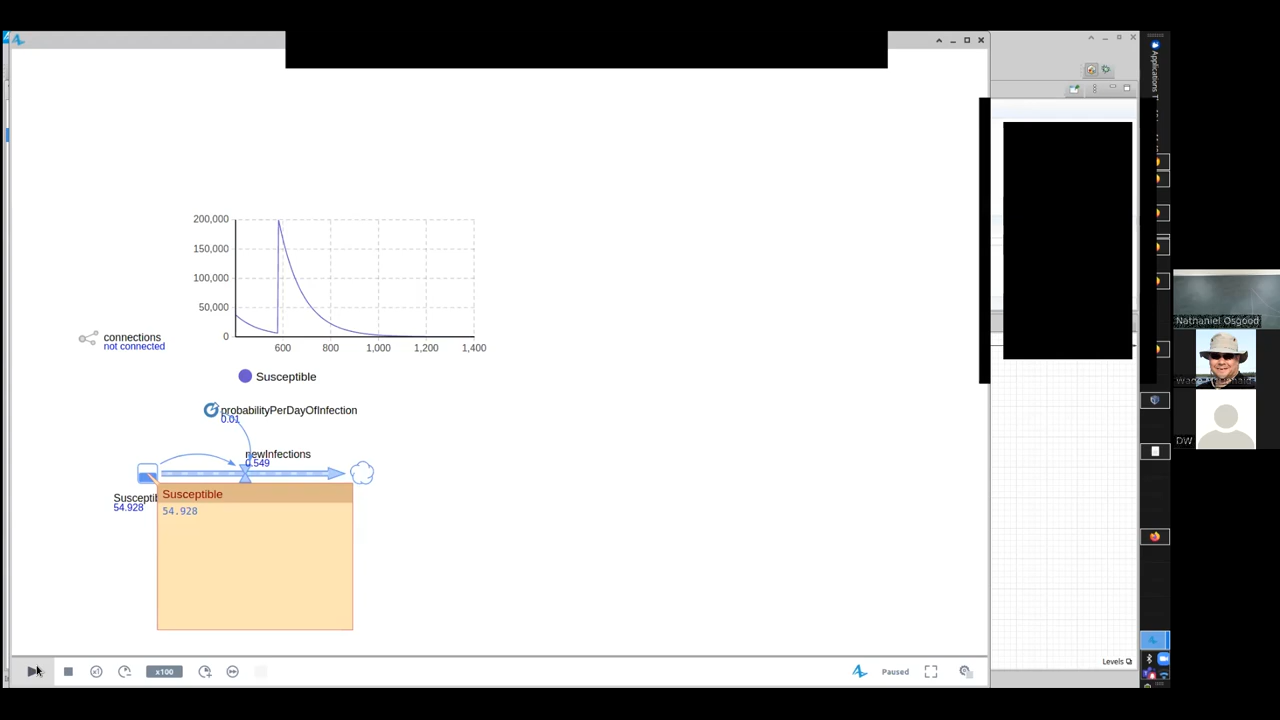 200,000
150,000
100,000
50,000
0
600 800 1,000 1,200 1,400
Susceptible
connections
not connected
probabilityPerDayOfInfection
0.01
newInfections
0.549
Susceptib
54.928
Susceptible
54.928
x100
Paused
Levels
Applications
Nathaniel Osgood
DW